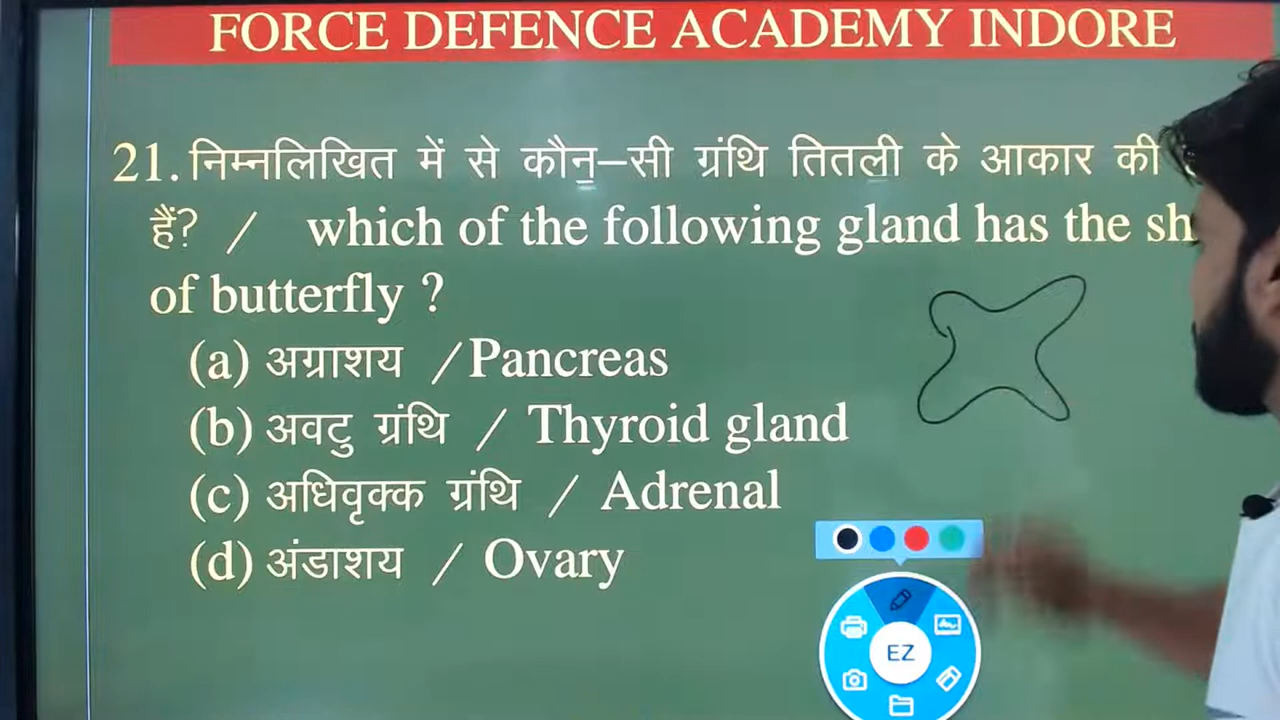 FORCE DEFENCE ACADEMY INDORE
21. निम्नलिखित में से कौन–सी ग्रंथि तितली के आकार की
हैं? / which of the following gland has the
of butterfly ?
(a) अग्राशय /Pancreas
(b) अवटु ग्रंथि / Thyroid gland
(c) अधिवृक्क ग्रंथि / Adrenal
(d) अंडाशय / Ovary
EZ